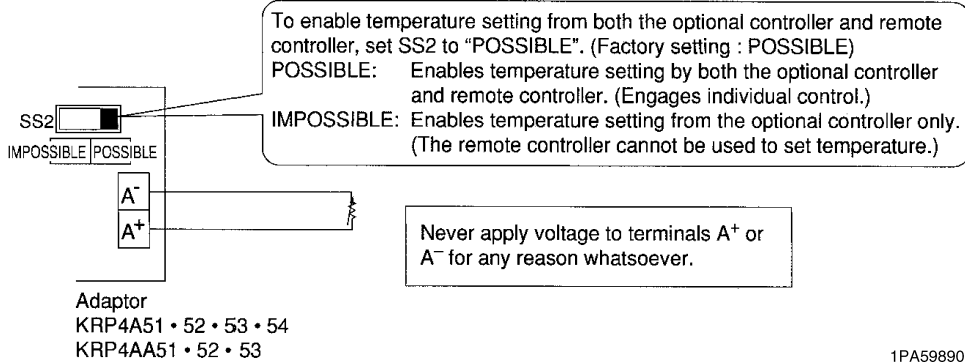 To enable temperature setting from both the optional controller and remote
controller, set SS2 to “POSSIBLE”. (Factory setting : POSSIBLE)
POSSIBLE: Enables temperature setting by both the optional controller
and remote controller. (Engages individual control.)
IMPOSSIBLE: Enables temperature setting from the optional controller only.
(The remote controller cannot be used to set temperature.)
SS2
IMPOSSIBLE POSSIBLE
A⁻
A⁺
Never apply voltage to terminals A⁺ or
A⁻ for any reason whatsoever.
Adaptor
KRP4A51 • 52 • 53 • 54
KRP4AA51 • 52 • 53
1PA59890